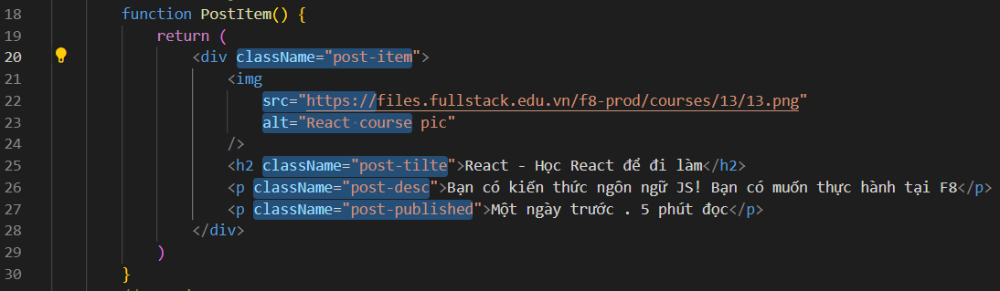 18 function PostItem() {
19 return (
20 <div className="post-item">
21 <img
22 src="https://files.fullstack.edu.vn/f8-prod/courses/13/13.png"
23 alt="React course pic"
24 />
25 <h2 className="post-tilte">React - Học React để đi làm</h2>
26 <p className="post-desc">Bạn có kiến thức ngôn ngữ JS! Bạn có muốn thực hành tại F8</p>
27 <p className="post-published">Một ngày trước . 5 phút đọc</p>
28 </div>
29 )
30 }